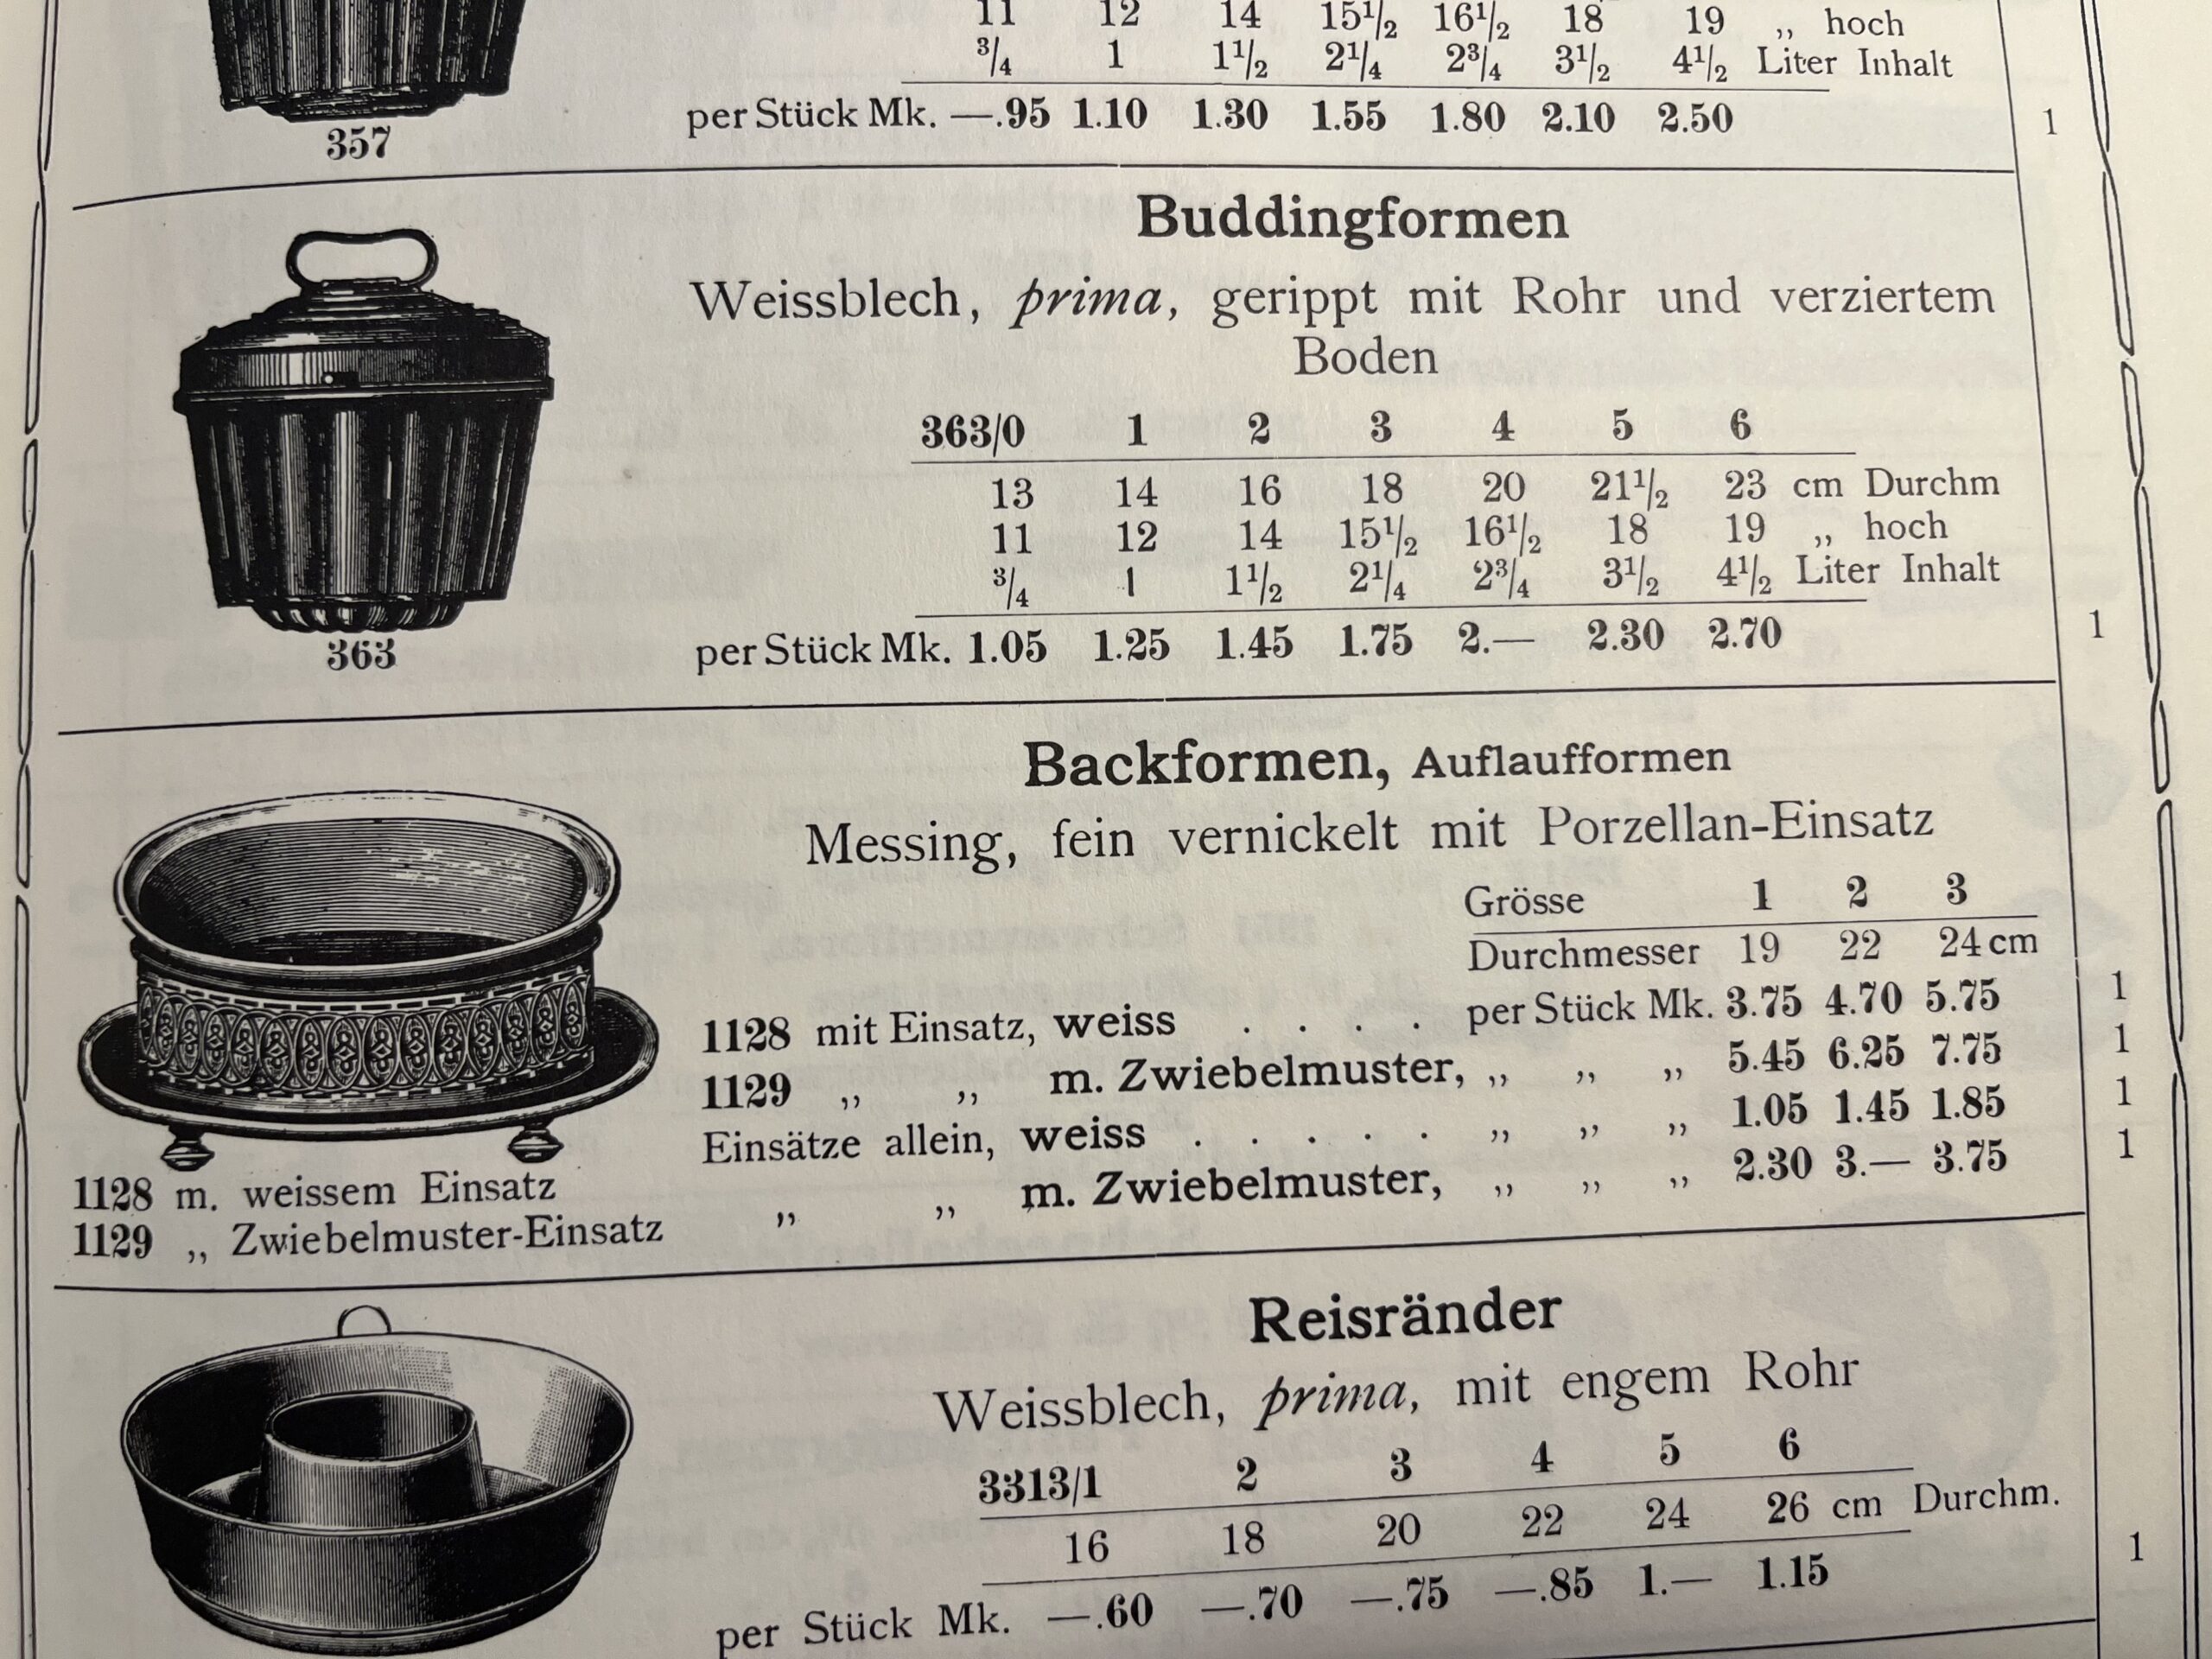 11 12 14 15½ 16½ 18 19 „ hoch
¾ 1 1½ 2¼ 2¾ 3½ 4½ Liter Inhalt
per Stück Mk. —.95 1.10 1.30 1.55 1.80 2.10 2.50 1
357
Buddingformen
Weissblech, prima, gerippt mit Rohr und verziertem
Boden
363/0 1 2 3 4 5 6
13 14 16 18 20 21½ 23 cm Durchm
11 12 14 15½ 16½ 18 19 „ hoch
¾ 1 1½ 2¼ 2¾ 3½ 4½ Liter Inhalt
per Stück Mk. 1.05 1.25 1.45 1.75 2.— 2.30 2.70 1
363
Backformen, Auflaufformen
Messing, fein vernickelt mit Porzellan-Einsatz
Grösse 1 2 3
Durchmesser 19 22 24 cm
1128 mit Einsatz, weiss . . . . per Stück Mk. 3.75 4.70 5.75 1
1129 „ „ m. Zwiebelmuster, „ „ „ 5.45 6.25 7.75 1
Einsätze allein, weiss . . . . . „ „ „ 1.05 1.45 1.85 1
„ „ m. Zwiebelmuster, „ „ „ 2.30 3.— 3.75 1
1128 m. weissem Einsatz
1129 „ Zwiebelmuster-Einsatz
Reisränder
Weissblech, prima, mit engem Rohr
3313/1 2 3 4 5 6
16 18 20 22 24 26 cm Durchm.
per Stück Mk. —.60 —.70 —.75 —.85 1.— 1.15 1